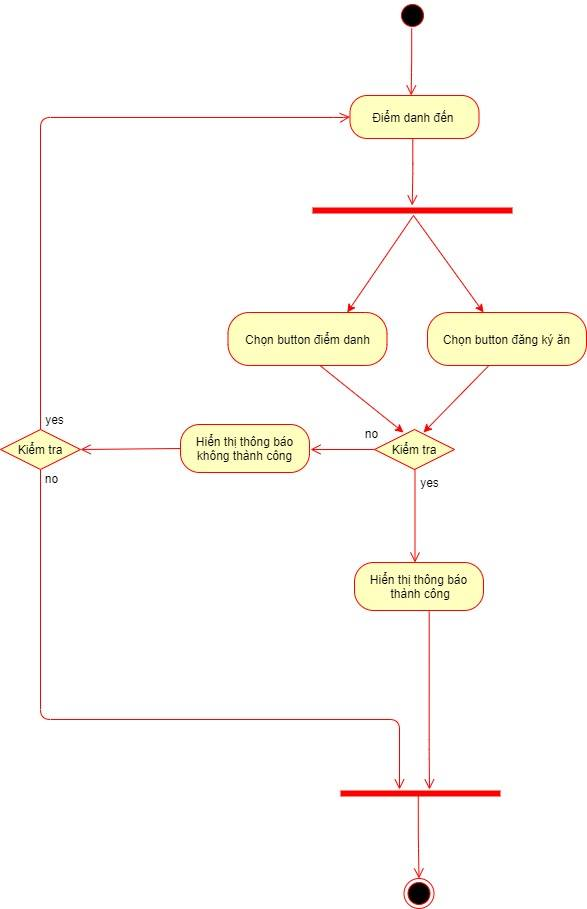 Điểm danh đến
Chọn button điểm danh
Chọn button đăng ký ăn
yes
no
Kiểm tra
Hiển thị thông báo
không thành công
Kiểm tra
no
yes
Hiển thị thông báo
thành công